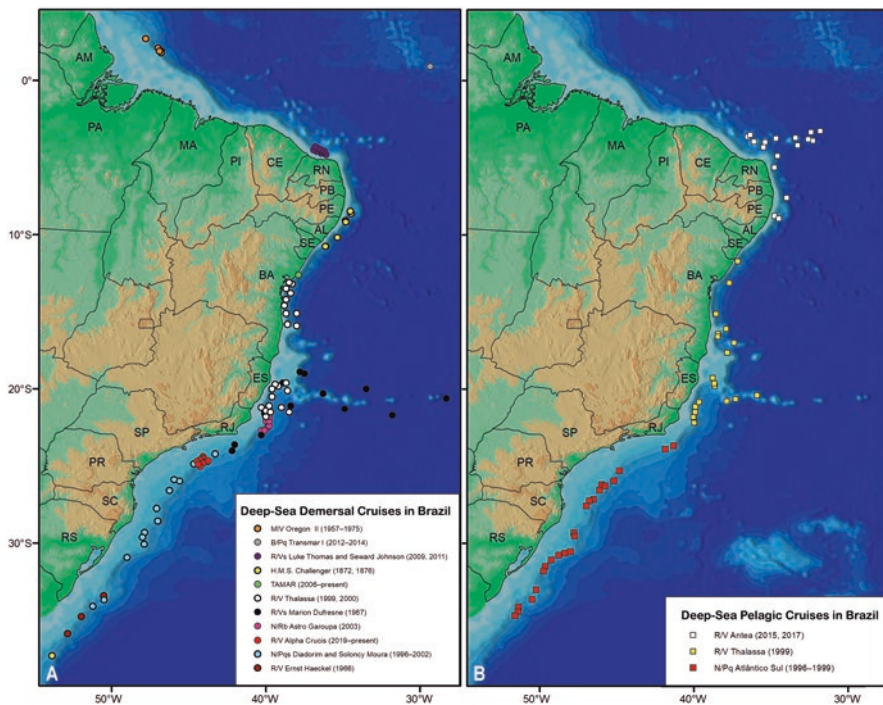 0°
10°S
20°S
30°S
50°W
40°W
30°W
AM
PA
MA
PI
CE
RN
PB
PE
AL
SE
BA
ES
RJ
SP
PR
SC
RS
A
Deep-Sea Demersal Cruises in Brazil
M/V Oregon II (1957–1975)
B/Pq Transmar I (2012–2014)
R/Vs Luke Thomas and Seward Johnson (2009, 2011)
H.M.S. Challenger (1872, 1876)
TAMAR (2006–present)
R/V Thalassa (1999, 2000)
R/Vs Marion Dufresne (1987)
N/Rb Astro Garoupa (2003)
R/V Alpha Crucis (2019–present)
N/Pqs Diadorim and Soloncy Moura (1996–2002)
R/V Ernst Haeckel (1966)
0°
10°S
20°S
30°S
50°W
40°W
30°W
AM
PA
MA
PI
CE
RN
PB
PE
AL
SE
BA
ES
RJ
SP
PR
SC
RS
B
Deep-Sea Pelagic Cruises in Brazil
R/V Antea (2015, 2017)
R/V Thalassa (1999)
N/Pq Atlântico Sul (1996–1999)